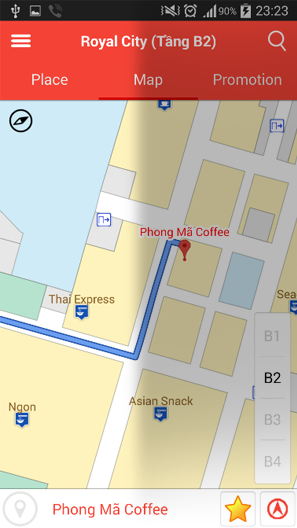 90% 23:23
Royal City (Tầng B2)
Place Map Promotion
Phong Mã Coffee
Thai Express
Sea
B1
B2
B3
B4
Asian Snack
Ngon
Phong Mã Coffee